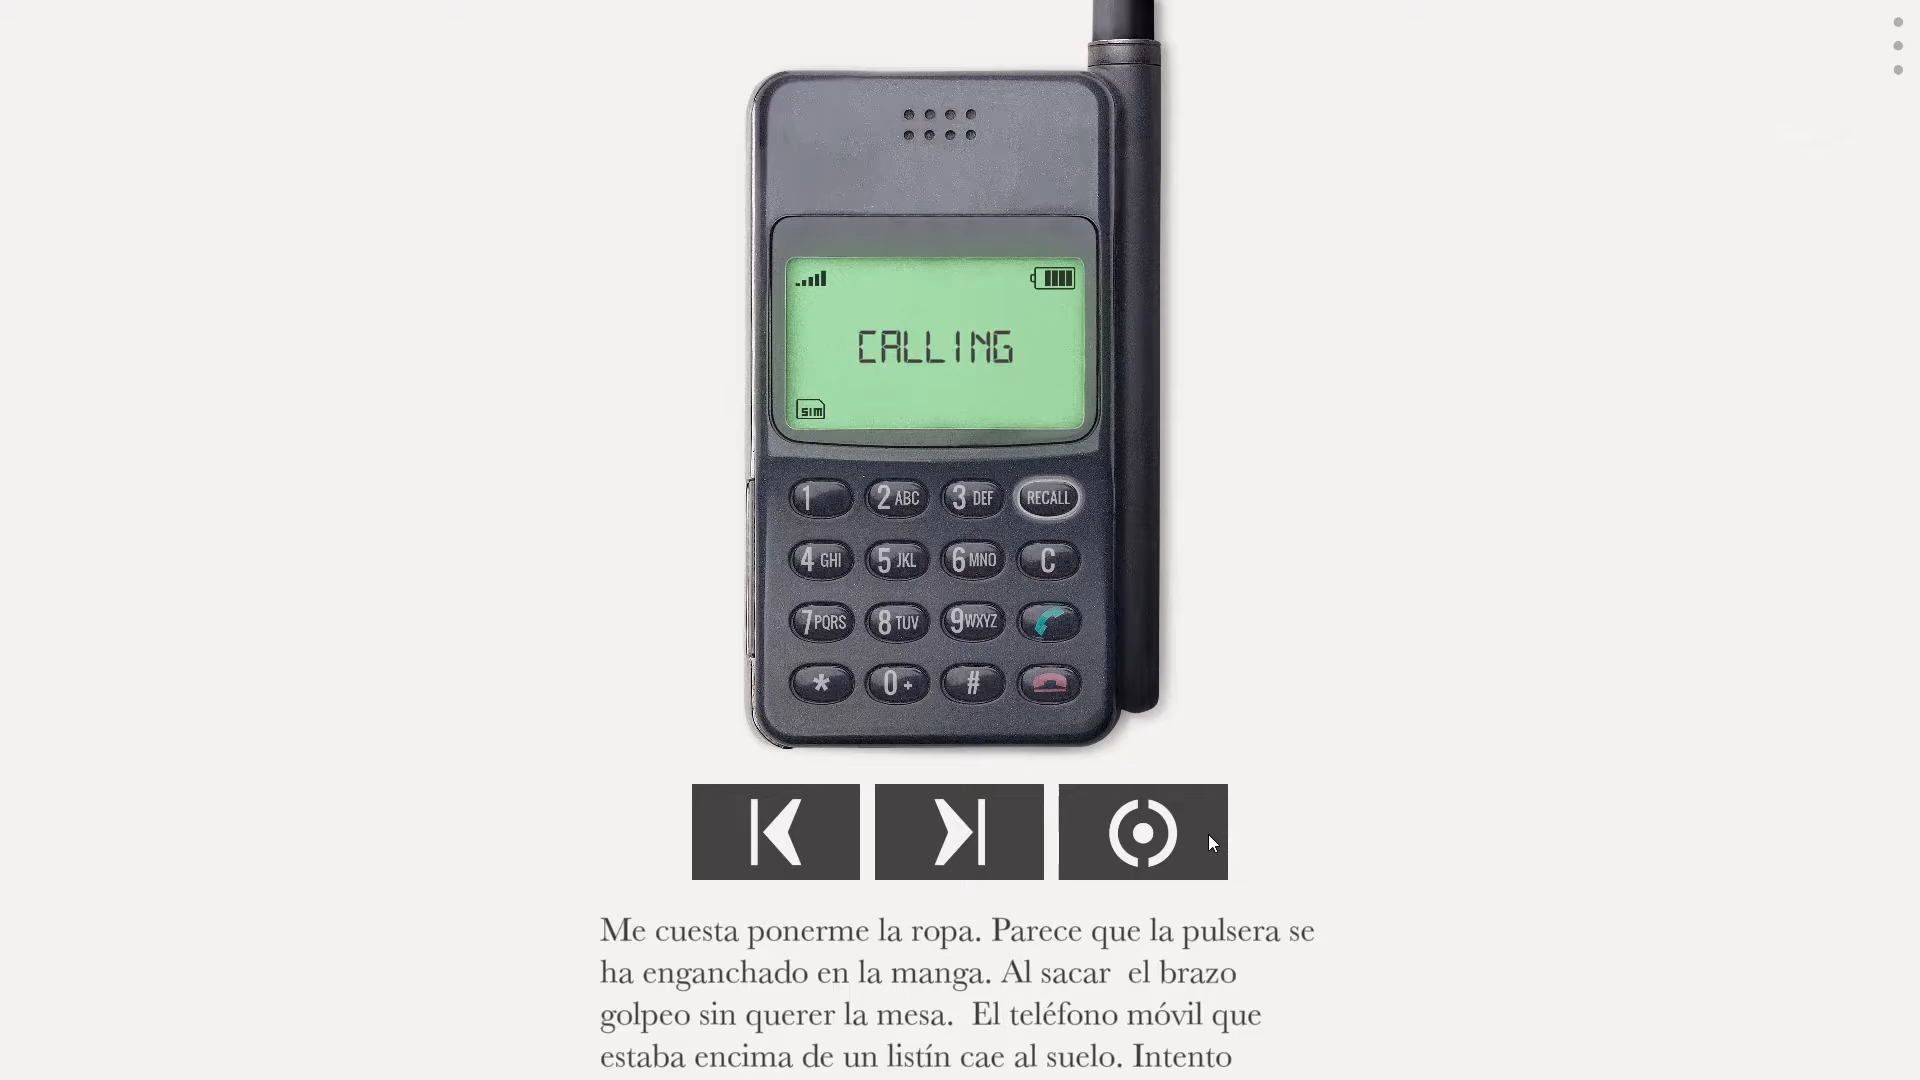 CALLING
SIM
1 2 ABC 3 DEF RECALL
4 GHI 5 JKL 6 MNO C
7 PQRS 8 TUV 9 WXYZ
* 0 + #
Me cuesta ponerme la ropa. Parece que la pulsera se
ha enganchado en la manga. Al sacar  el brazo
golpeo sin querer la mesa.  El teléfono móvil que
estaba encima de un listín cae al suelo. Intento